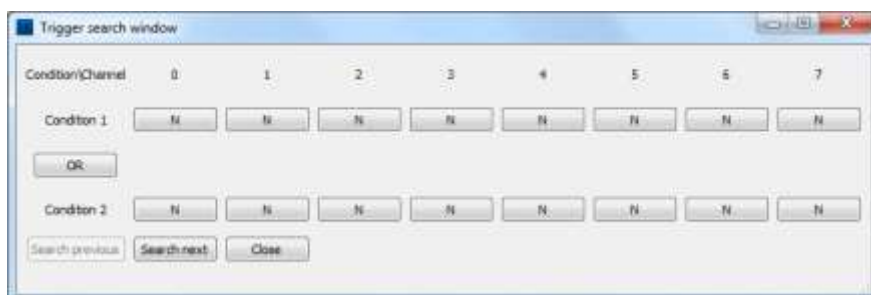 Trigger search window
Condition\Channel 0 1 2 3 4 5 6 7
Condition 1 N N N N N N N N
OR
Condition 2 N N N N N N N N
Search previous Search next Close